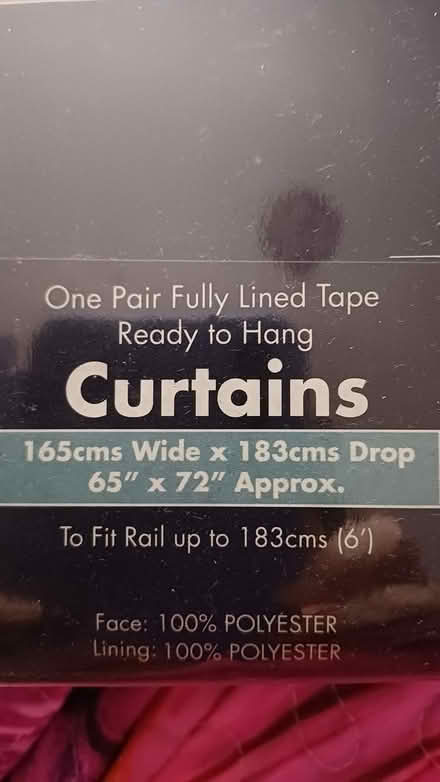 One Pair Fully Lined Tape
Ready to Hang
Curtains
165cms Wide x 183cms Drop
65” x 72” Approx.
To Fit Rail up to 183cms (6’)
Face: 100% POLYESTER
Lining: 100% POLYESTER